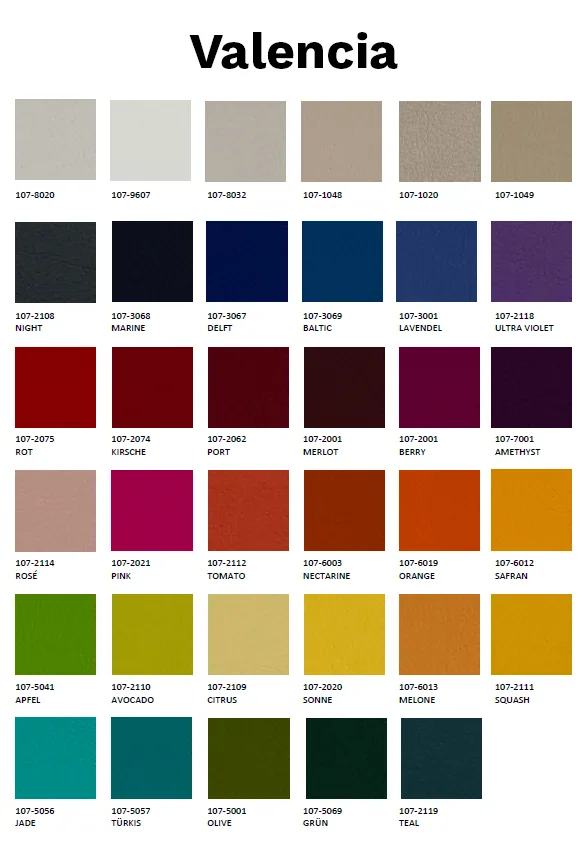 Valencia
107-8020 107-9607 107-8032 107-1048 107-1020 107-1049
107-2108 107-3068 107-3067 107-3069 107-3001 107-2118
NIGHT MARINE DELFT BALTIC LAVENDEL ULTRA VIOLET
107-2075 107-2074 107-2062 107-2001 107-2001 107-7001
ROT KIRSCHE PORT MERLOT BERRY AMETHYST
107-2114 107-2021 107-2112 107-6003 107-6019 107-6012
ROSÉ PINK TOMATO NECTARINE ORANGE SAFRAN
107-5041 107-2110 107-2109 107-2020 107-6013 107-2111
APFEL AVOCADO CITRUS SONNE MELONE SQUASH
107-5056 107-5057 107-5001 107-5069 107-2119
JADE TÜRKIS OLIVE GRÜN TEAL